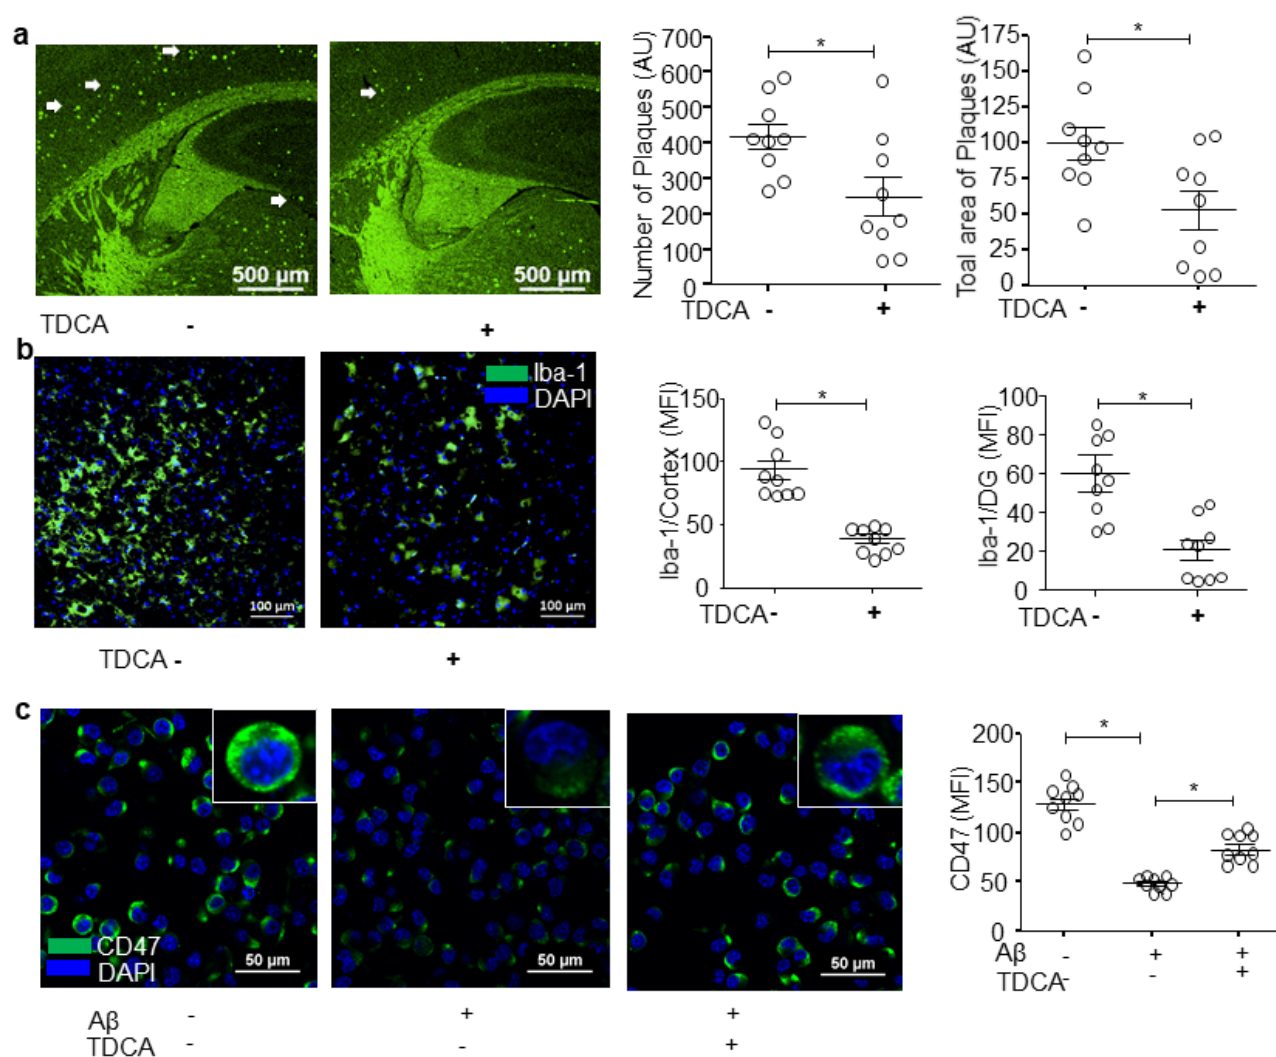 a
500 µm
500 µm
TDCA - +
Number of Plaques (AU)
700
600
500
400
300
200
100
0
*
TDCA - +
Toal area of Plaques (AU)
175
150
125
100
75
50
25
0
*
TDCA - +
b
Iba-1
DAPI
100 µm
100 µm
TDCA - +
Iba-1/Cortex (MFI)
150
100
50
0
*
TDCA - +
Iba-1/DG (MFI)
100
80
60
40
20
0
*
TDCA - +
c
CD47
DAPI
50 µm
50 µm
50 µm
Aβ - + +
TDCA - - +
CD47 (MFI)
200
150
100
50
0
*
*
Aβ - + +
TDCA - - +